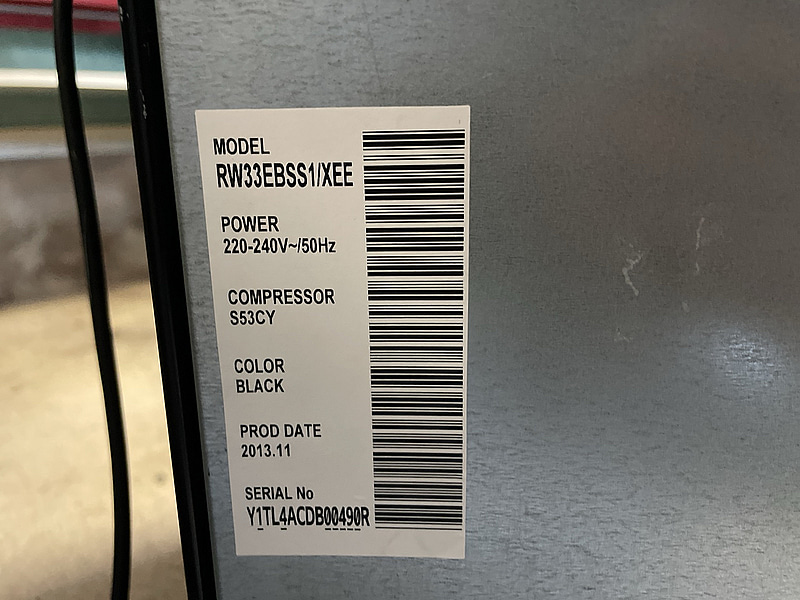 MODEL
RW33EBSS1/XEE
POWER
220-240V~/50Hz
COMPRESSOR
S53CY
COLOR
BLACK
PROD DATE
2013.11
SERIAL No
Y1TL4ACDB00490R